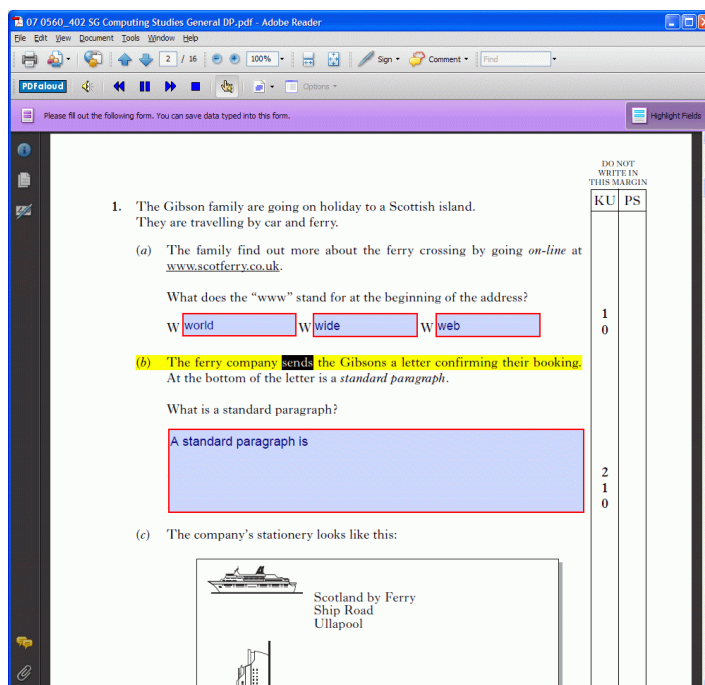 07 0560_402 SG Computing Studies General DP.pdf - Adobe Reader
File Edit View Document Tools Window Help
2 / 16 100% Sign Comment Find
PDFaloud Options
Please fill out the following form. You can save data typed into this form. Highlight Fields
DO NOT
WRITE IN
THIS MARGIN
KU PS
1. The Gibson family are going on holiday to a Scottish island.
They are travelling by car and ferry.
(a) The family find out more about the ferry crossing by going on-line at
www.scotferry.co.uk.
What does the “www” stand for at the beginning of the address?
1
W world W wide W web
0
(b) The ferry company sends the Gibsons a letter confirming their booking.
At the bottom of the letter is a standard paragraph.
What is a standard paragraph?
A standard paragraph is
2
1
0
(c) The company’s stationery looks like this:
Scotland by Ferry
Ship Road
Ullapool